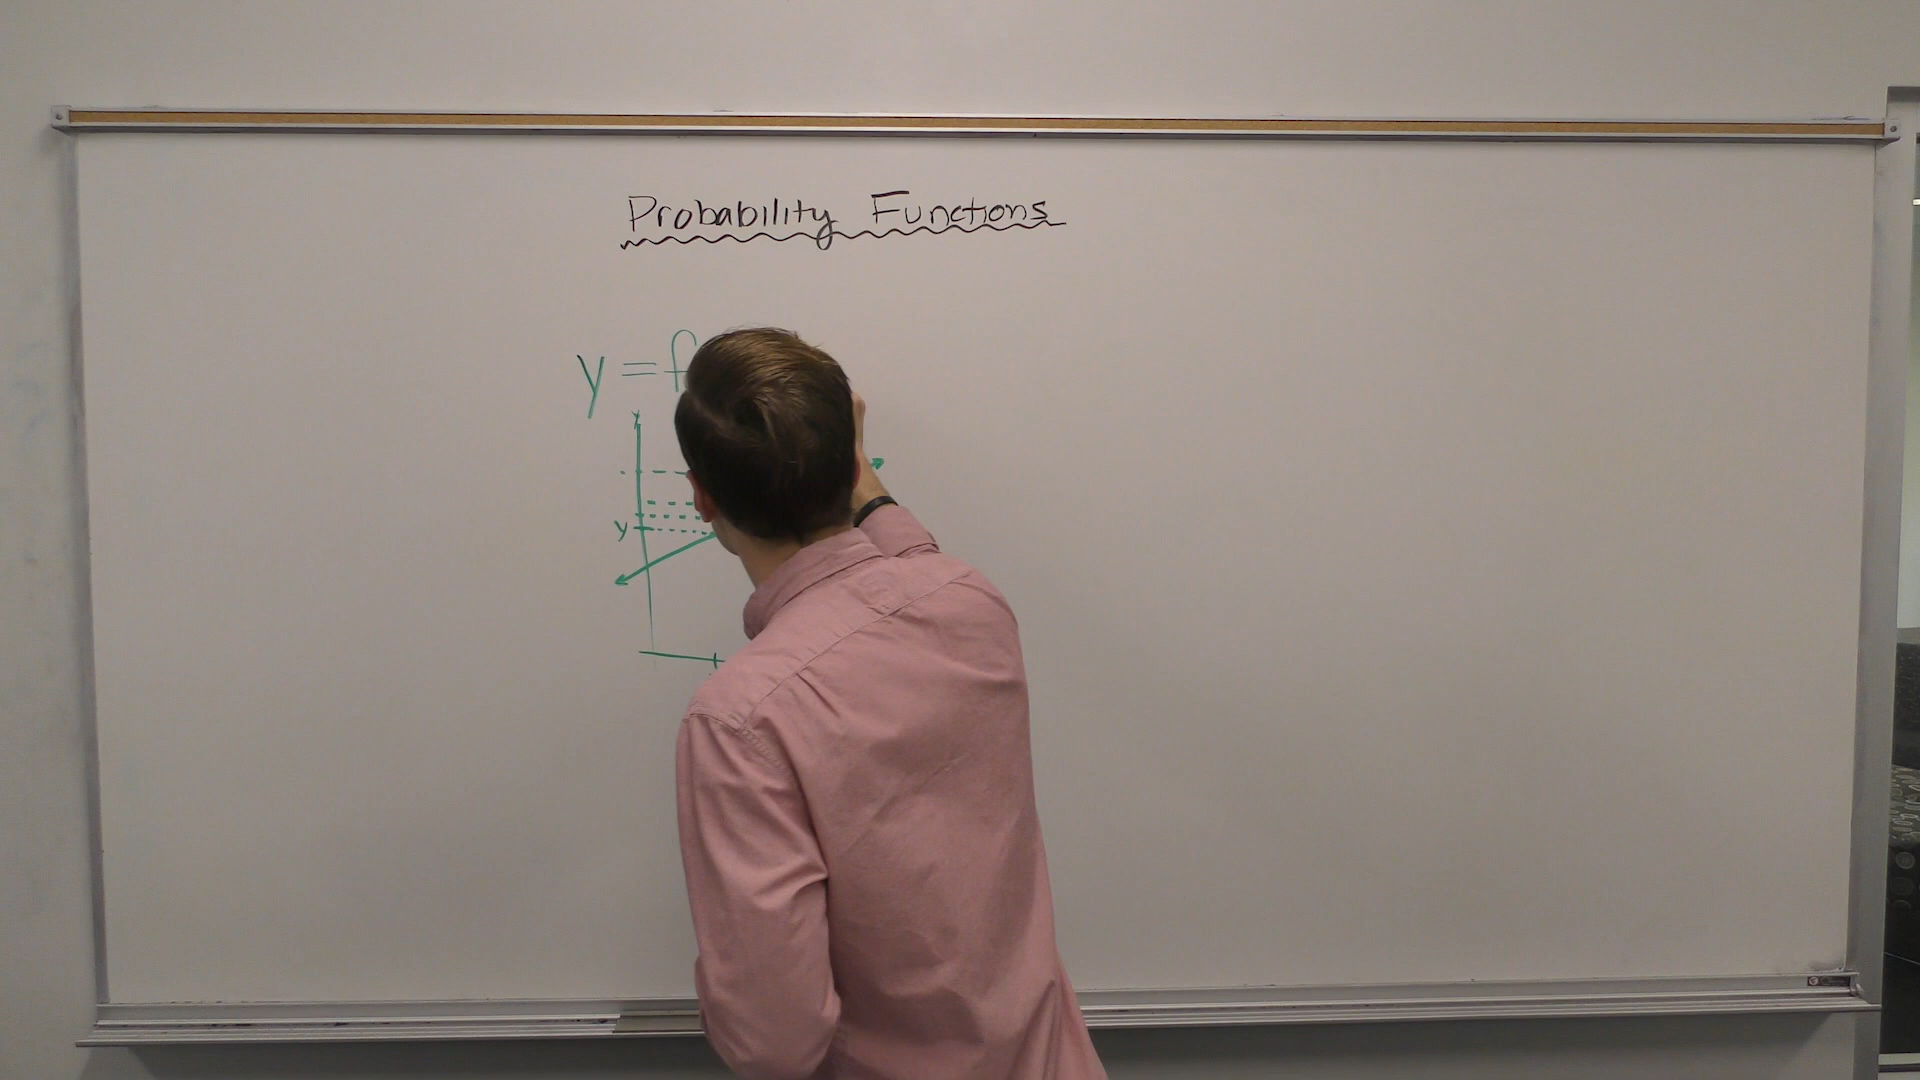 Probability Functions
y = f
y
y